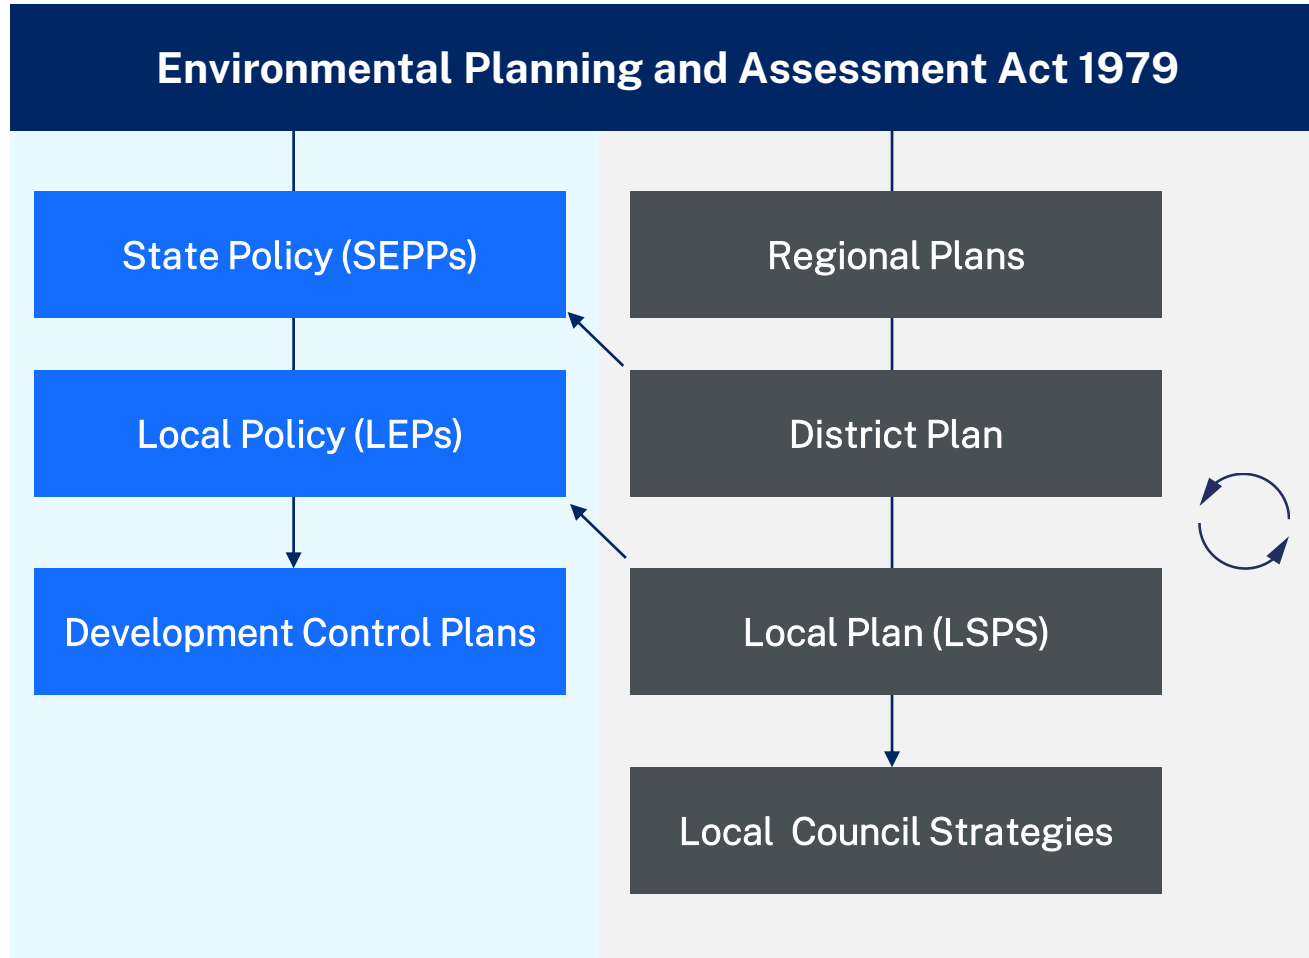 Environmental Planning and Assessment Act 1979
State Policy (SEPPs)
Regional Plans
Local Policy (LEPs)
District Plan
Development Control Plans
Local Plan (LSPS)
Local  Council Strategies